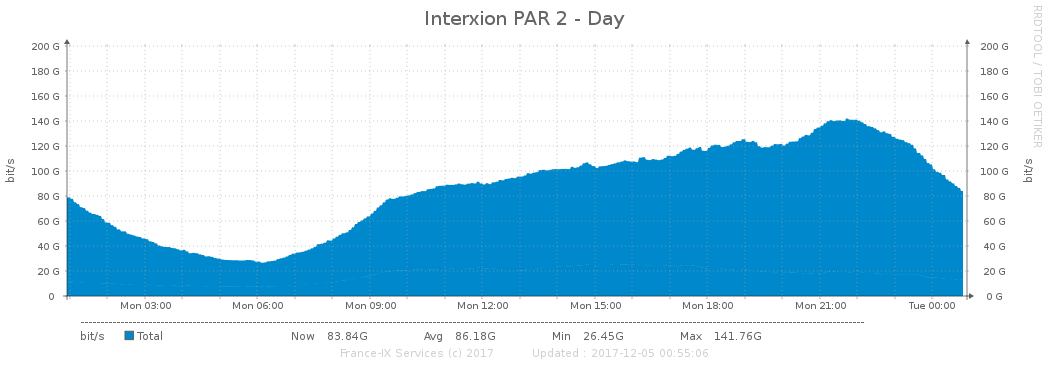 Interxion PAR 2 - Day
RRDTOOL / TOBI OETIKER
bit/s
200 G 200 G
180 G 180 G
160 G 160 G
140 G 140 G
120 G 120 G
100 G 100 G
80 G 80 G
60 G 60 G
40 G 40 G
20 G 20 G
0 0 G
bit/s
Mon 03:00 Mon 06:00 Mon 09:00 Mon 12:00 Mon 15:00 Mon 18:00 Mon 21:00 Tue 00:00
bit/s Total Now 83.84G Avg 86.18G Min 26.45G Max 141.76G
France-IX Services (c) 2017 Updated : 2017-12-05 00:55:06